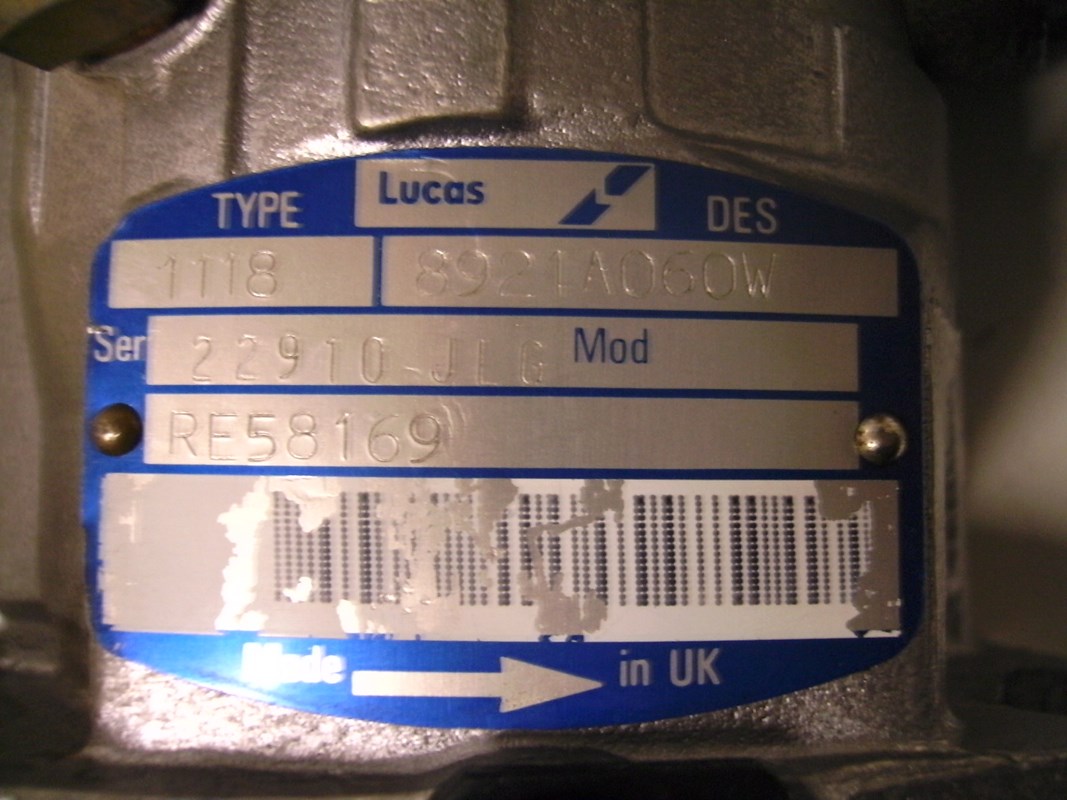 Lucas
TYPE DES
1118 8921A060W
Ser 22910 JLG Mod
RE58169
Made in UK